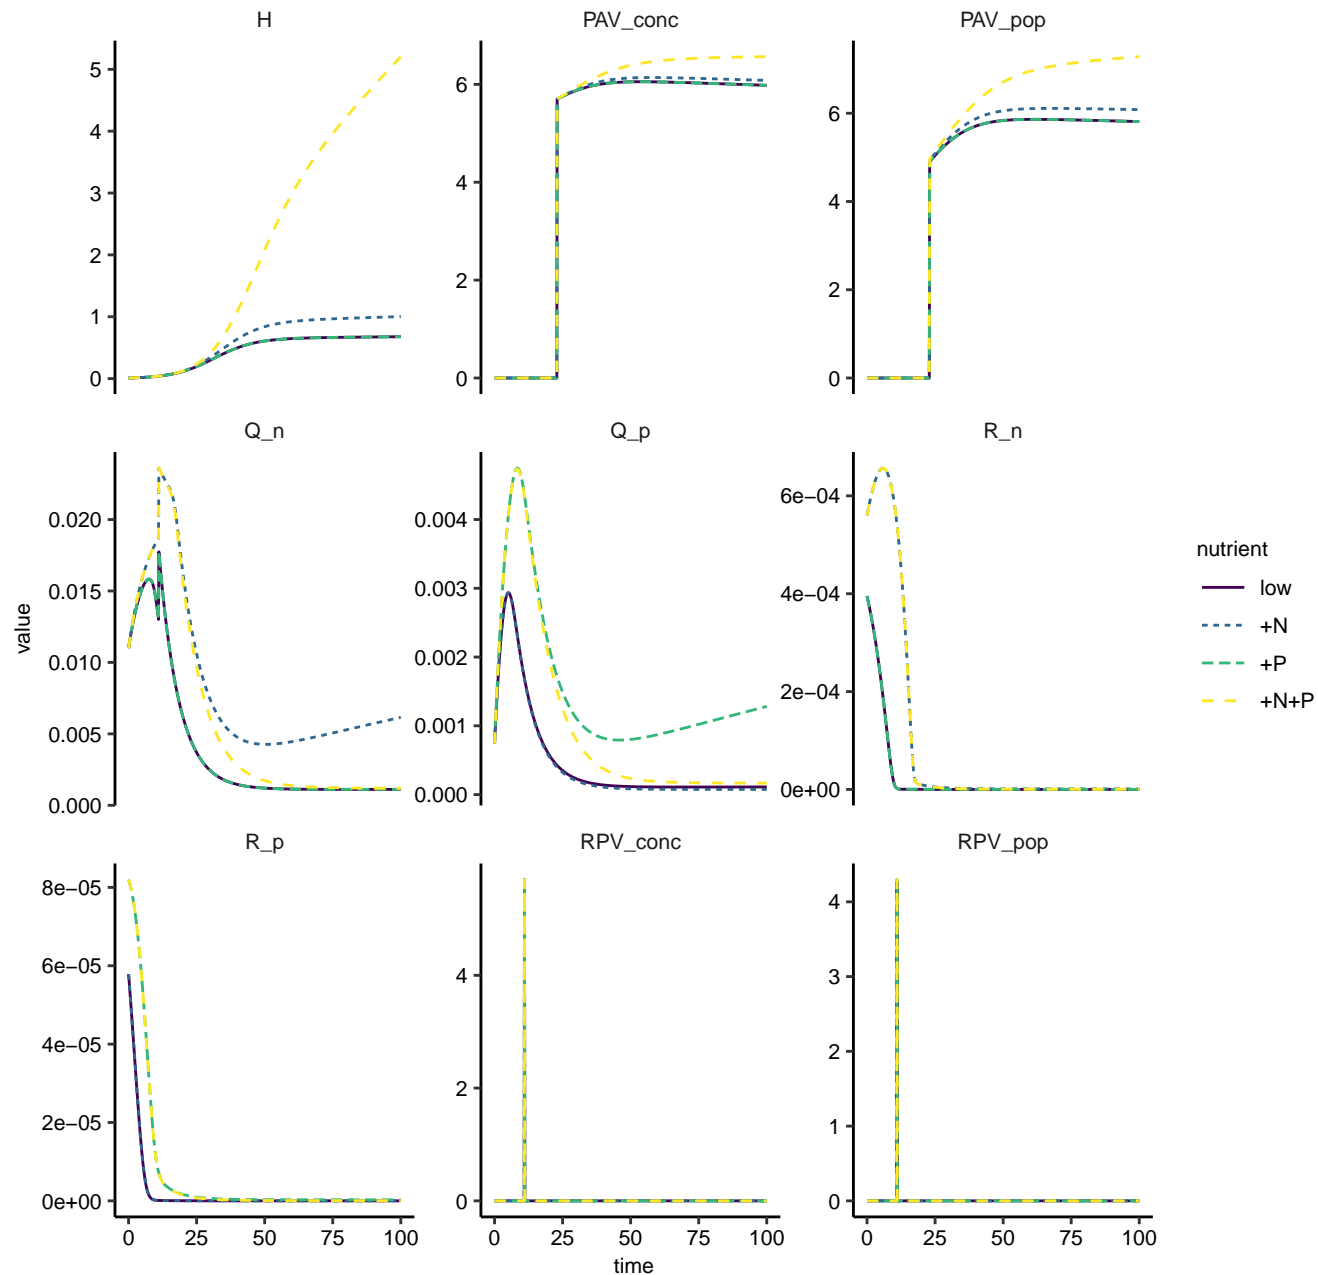 H
PAV_conc
PAV_pop
5
4
3
2
1
0
6
4
2
0
6
4
2
0
Q_n
Q_p
R_n
value
0.020
0.015
0.010
0.005
0.000
0.004
0.003
0.002
0.001
0.000
6e−04
4e−04
2e−04
0e+00
nutrient
low
+N
+P
+N+P
R_p
RPV_conc
RPV_pop
8e−05
6e−05
4e−05
2e−05
0e+00
4
2
0
4
3
2
1
0
0 25 50 75 100
0 25 50 75 100
0 25 50 75 100
time